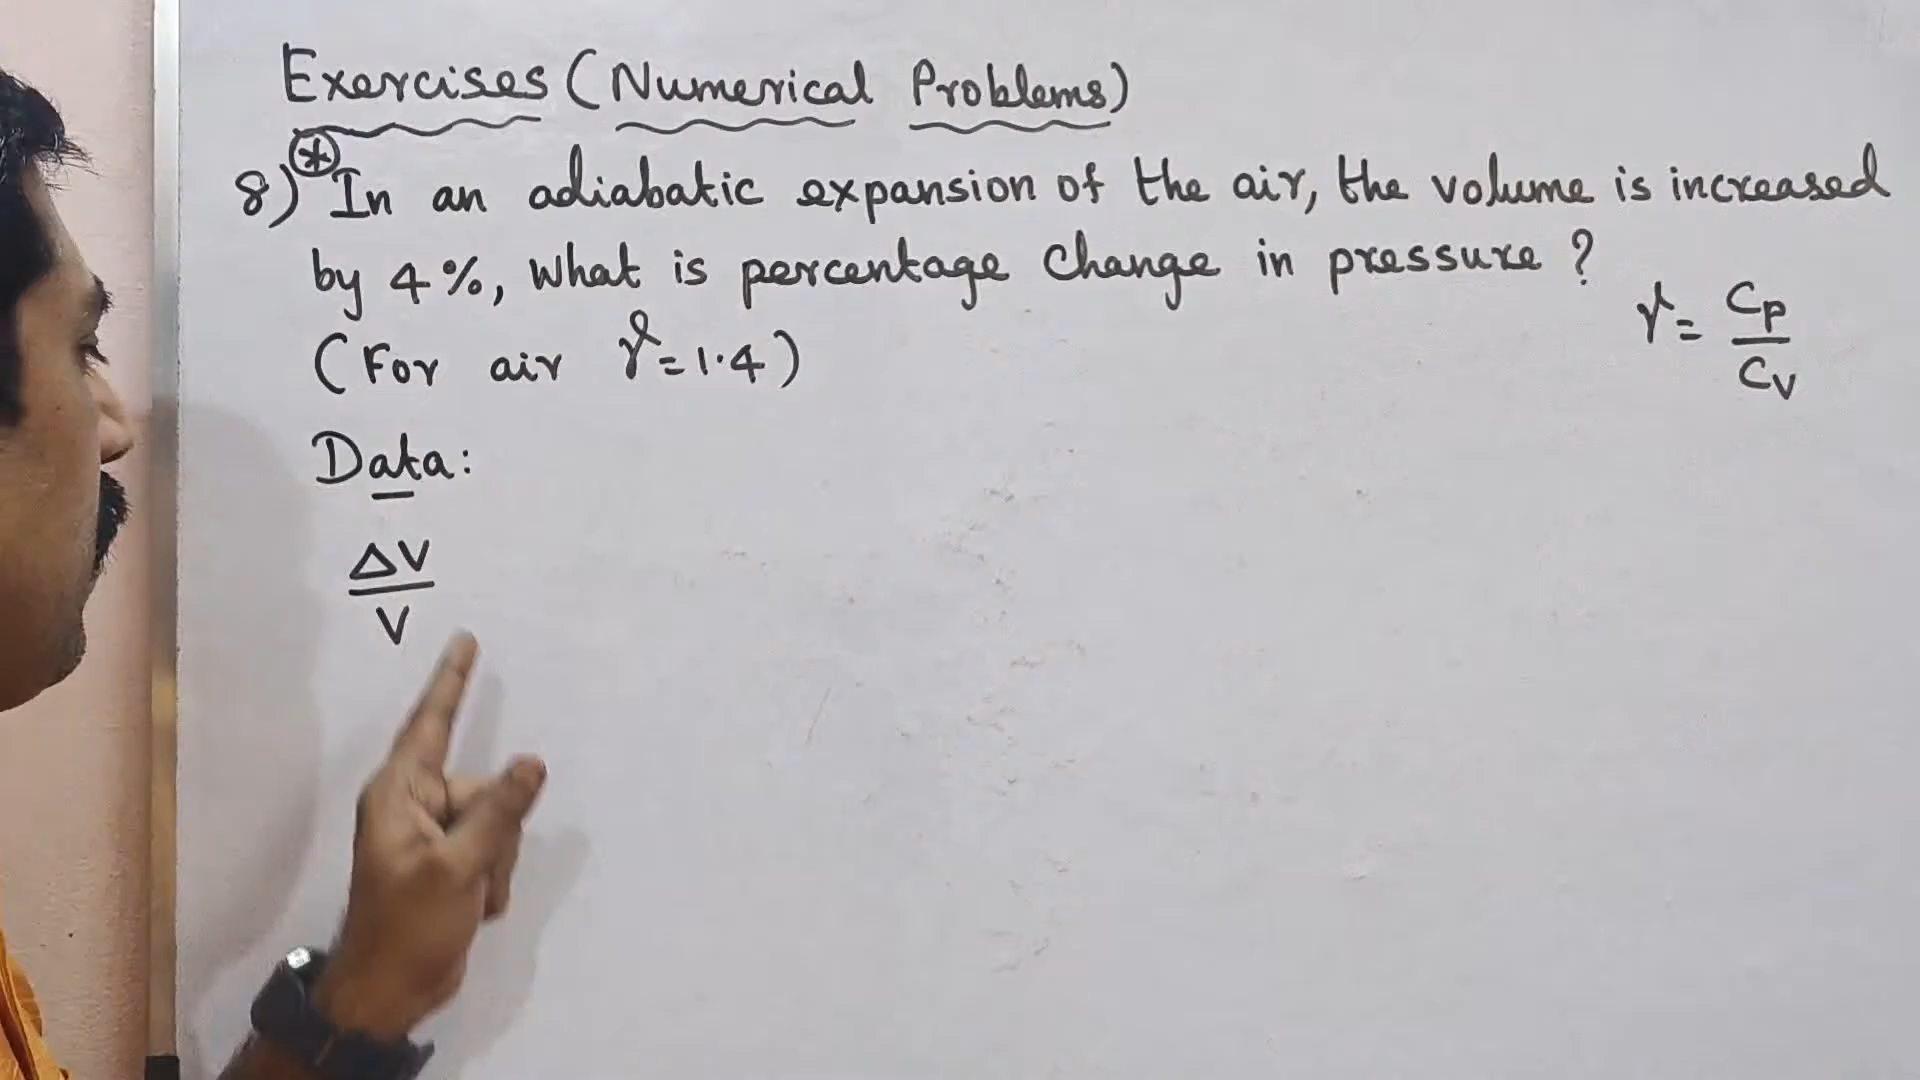 Exercises (Numerical Problems)
8) * In an adiabatic expansion of the air, the volume is increased
by 4%, What is percentage change in pressure ?
(For air γ=1.4)
γ = Cp/Cv
Data:
ΔV/V